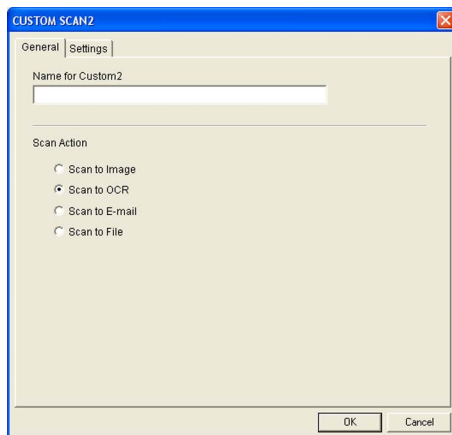 CUSTOM SCAN2
General Settings
Name for Custom2
Scan Action
Scan to Image
Scan to OCR
Scan to E-mail
Scan to File
OK Cancel